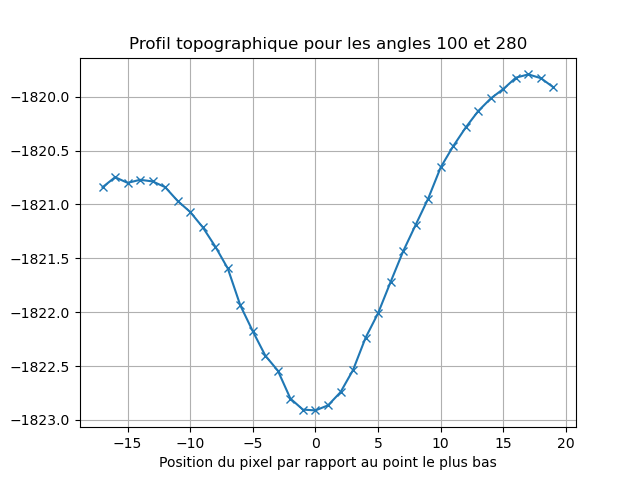 Profil topographique pour les angles 100 et 280
−1820.0
−1820.5
−1821.0
−1821.5
−1822.0
−1822.5
−1823.0
−15 −10 −5 0 5 10 15 20
Position du pixel par rapport au point le plus bas